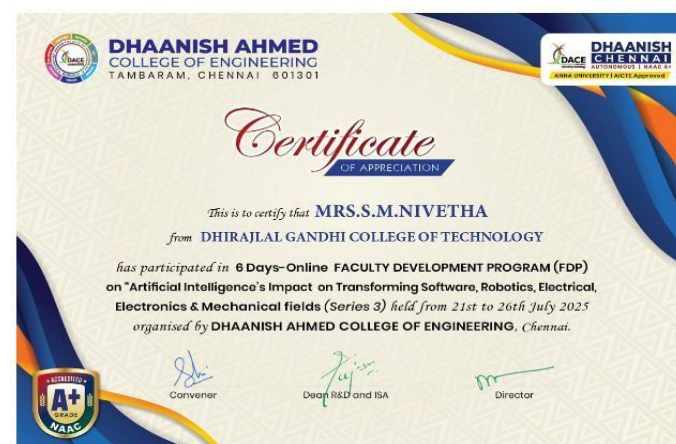 DHAANISH AHMED
COLLEGE OF ENGINEERING
TAMBARAM, CHENNAI 601301
DACE
DACE
DHAANISH
CHENNAI
AUTONOMOUS | NAAC A+
ANNA UNIVERSITY | AICTE Approved
Certificate
OF APPRECIATION
This is to certify that MRS.S.M.NIVETHA
from DHIRAJLAL GANDHI COLLEGE OF TECHNOLOGY
has participated in 6 Days-Online FACULTY DEVELOPMENT PROGRAM (FDP)
on "Artificial Intelligence's Impact on Transforming Software, Robotics, Electrical,
Electronics & Mechanical fields (Series 3) held from 21st to 26th July 2025
organised by DHAANISH AHMED COLLEGE OF ENGINEERING, Chennai.
Convener
Dean R&D and ISA
Director
ACCREDITED
A+
GRADE
NAAC